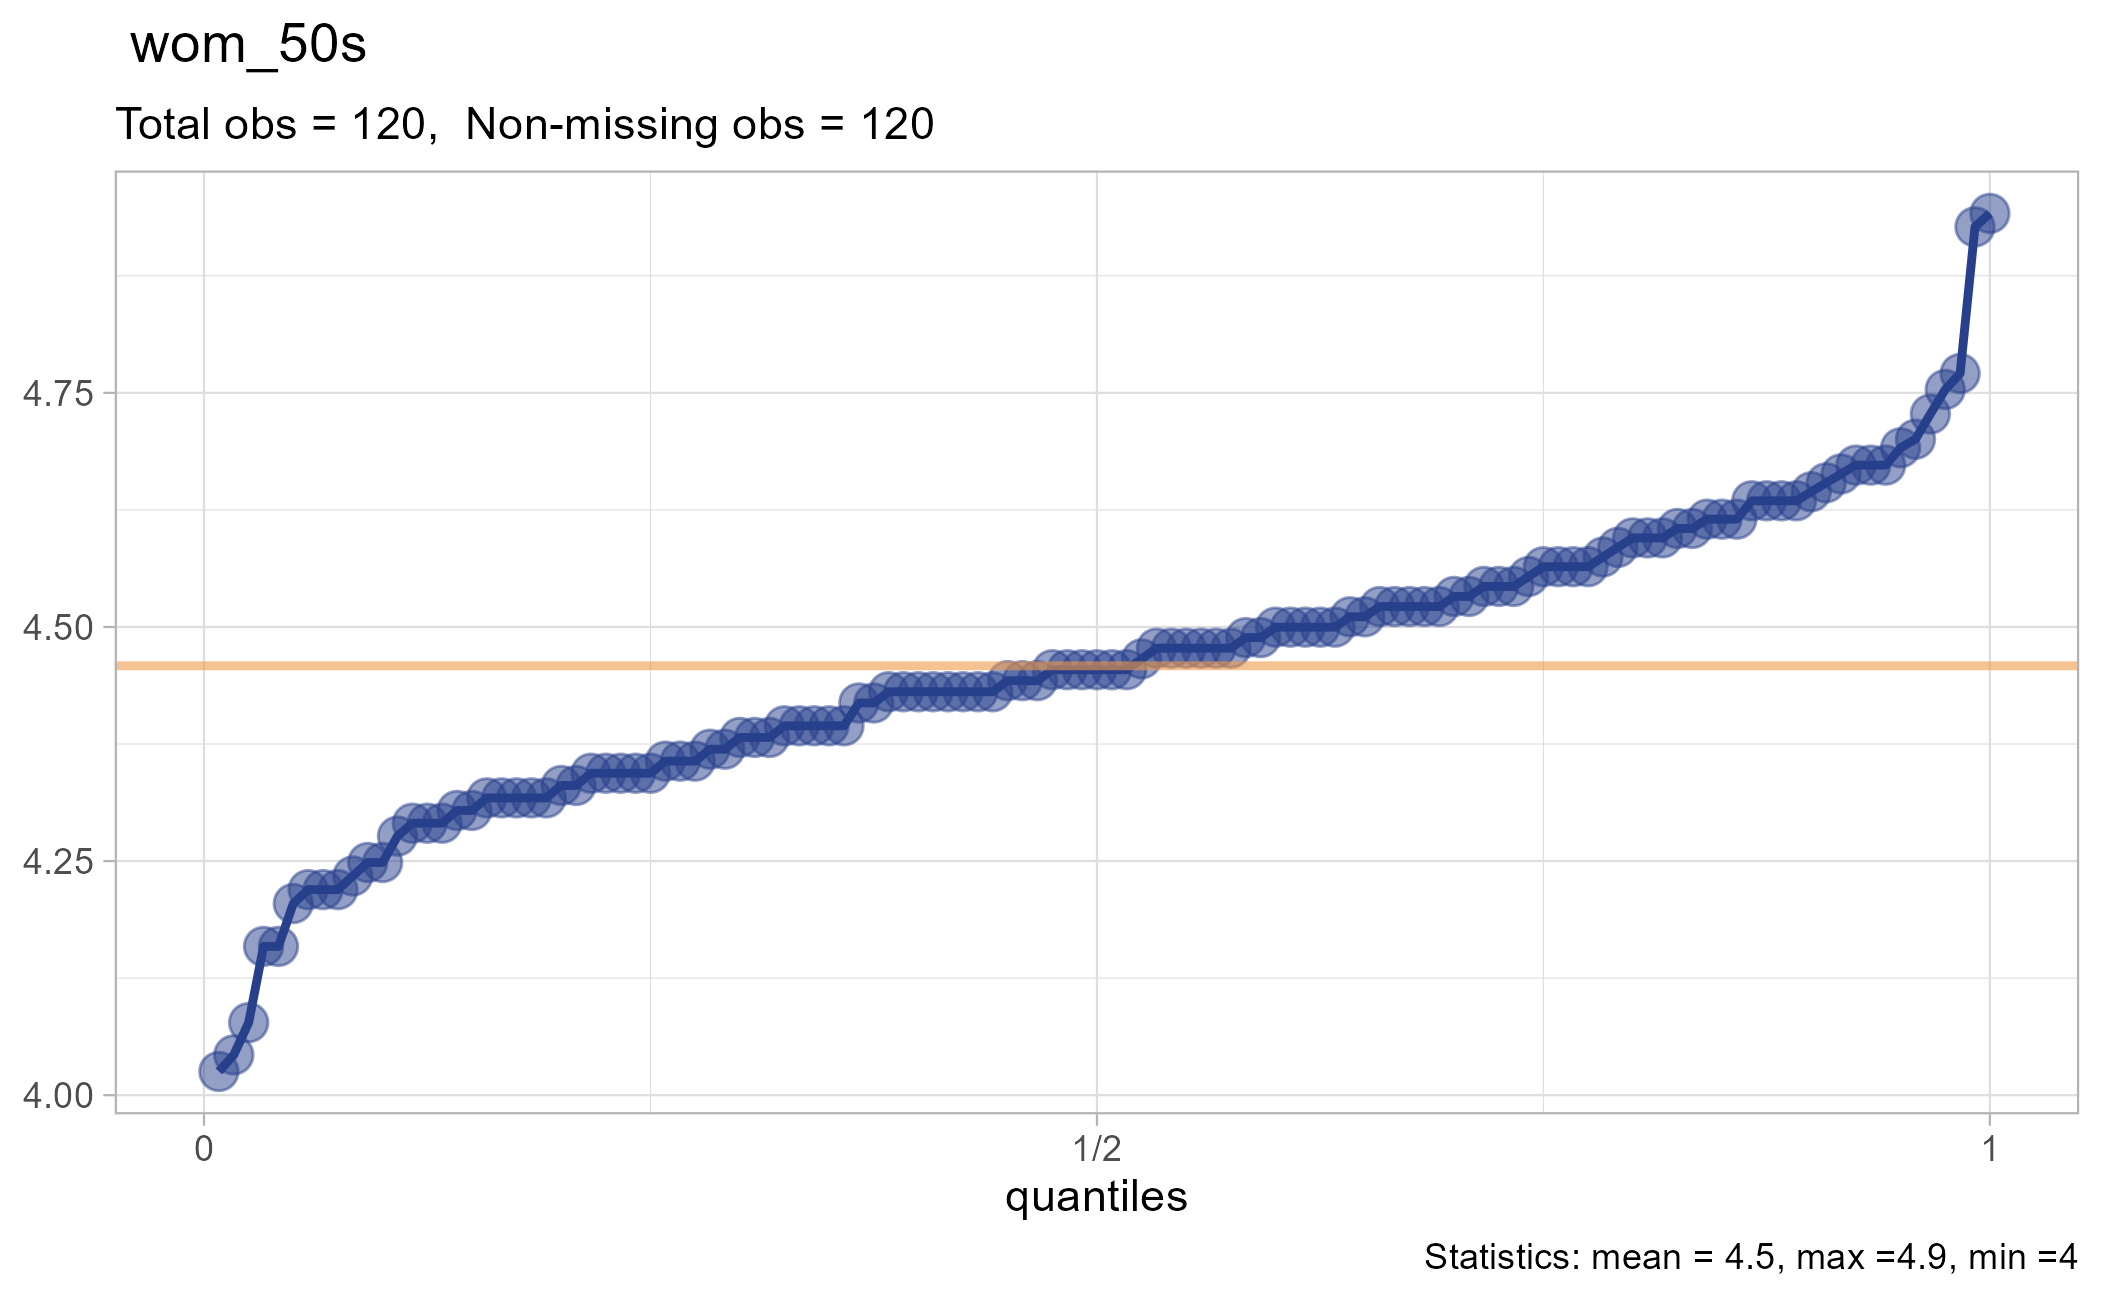 wom_50s
Total obs = 120,  Non-missing obs = 120
4.75
4.50
4.25
4.00
0 1/2 1
quantiles
Statistics: mean = 4.5, max =4.9, min =4